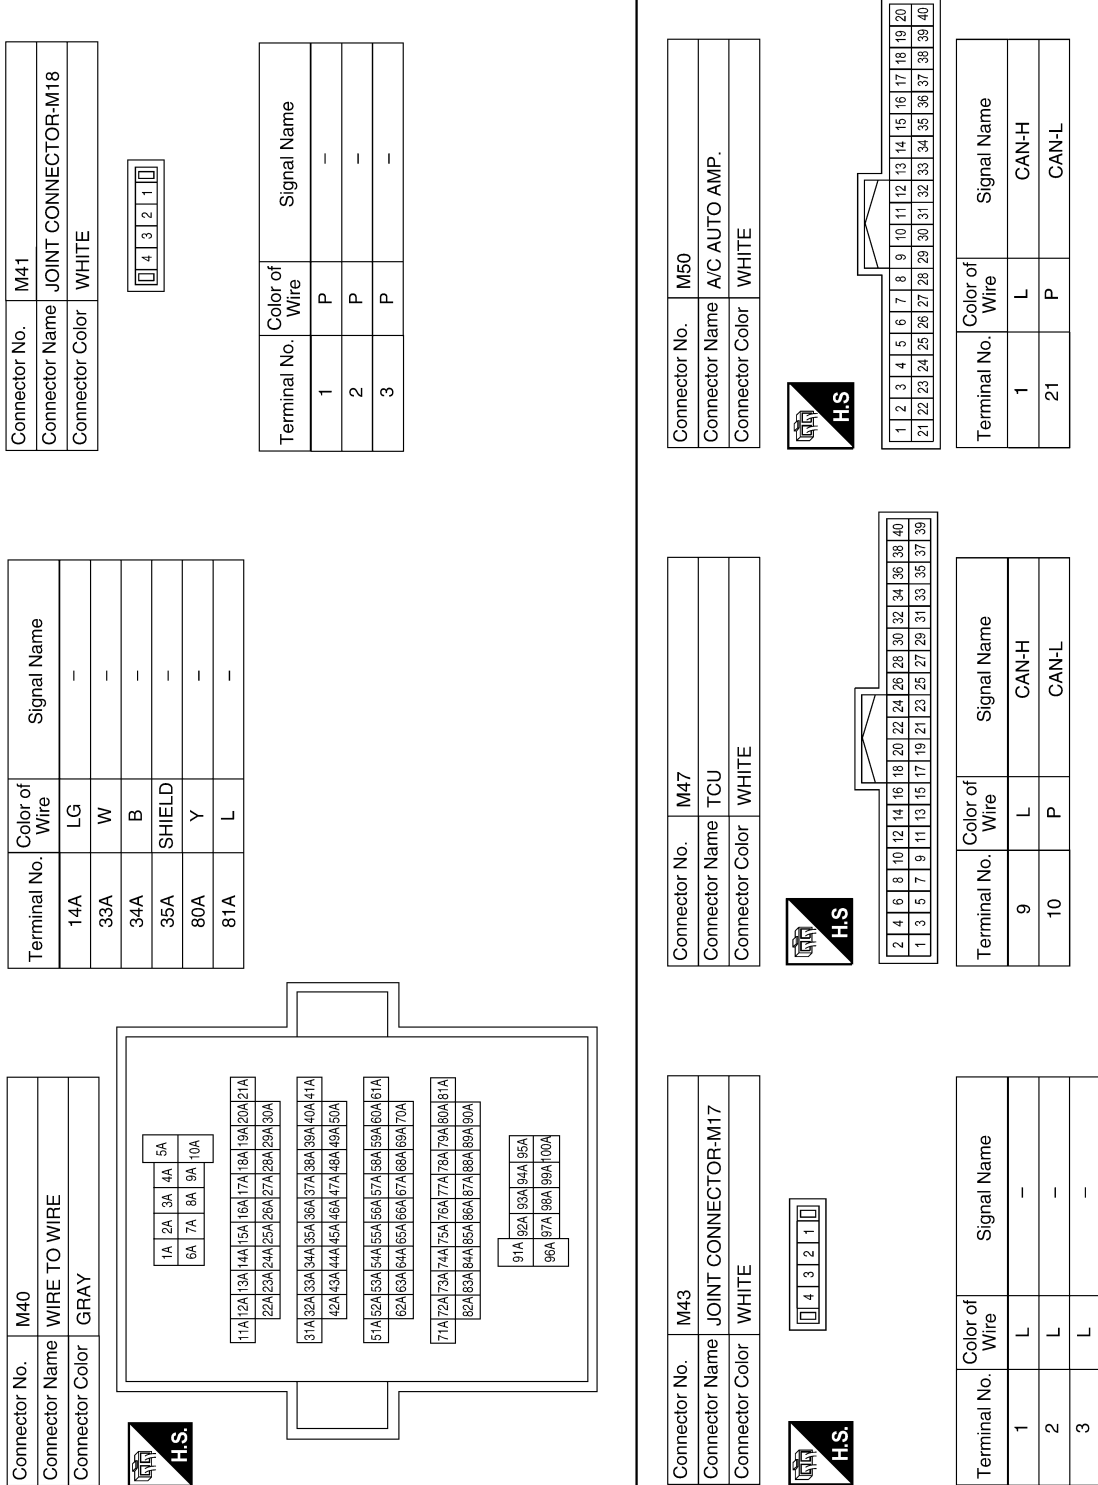 Connector No. M40
Connector Name WIRE TO WIRE
Connector Color GRAY
H.S.
1A 2A 3A 4A 5A
6A 7A 8A 9A 10A
11A 12A 13A 14A 15A 16A 17A 18A 19A 20A 21A
22A 23A 24A 25A 26A 27A 28A 29A 30A
31A 32A 33A 34A 35A 36A 37A 38A 39A 40A 41A
42A 43A 44A 45A 46A 47A 48A 49A 50A
51A 52A 53A 54A 55A 56A 57A 58A 59A 60A 61A
62A 63A 64A 65A 66A 67A 68A 69A 70A
71A 72A 73A 74A 75A 76A 77A 78A 79A 80A 81A
82A 83A 84A 85A 86A 87A 88A 89A 90A
91A 92A 93A 94A 95A
96A 97A 98A 99A 100A
Terminal No. Color of Wire Signal Name
14A LG –
33A W –
34A B –
35A SHIELD –
80A Y –
81A L –
Connector No. M41
Connector Name JOINT CONNECTOR-M18
Connector Color WHITE
4 3 2 1
Terminal No. Color of Wire Signal Name
1 P –
2 P –
3 P –
Connector No. M43
Connector Name JOINT CONNECTOR-M17
Connector Color WHITE
H.S.
4 3 2 1
Terminal No. Color of Wire Signal Name
1 L –
2 L –
3 L –
Connector No. M47
Connector Name TCU
Connector Color WHITE
H.S
2 4 6 8 10 12 14 16 18 20 22 24 26 28 30 32 34 36 38 40
1 3 5 7 9 11 13 15 17 19 21 23 25 27 29 31 33 35 37 39
Terminal No. Color of Wire Signal Name
9 L CAN-H
10 P CAN-L
Connector No. M50
Connector Name A/C AUTO AMP.
Connector Color WHITE
H.S
1 2 3 4 5 6 7 8 9 10 11 12 13 14 15 16 17 18 19 20
21 22 23 24 25 26 27 28 29 30 31 32 33 34 35 36 37 38 39 40
Terminal No. Color of Wire Signal Name
1 L CAN-H
21 P CAN-L